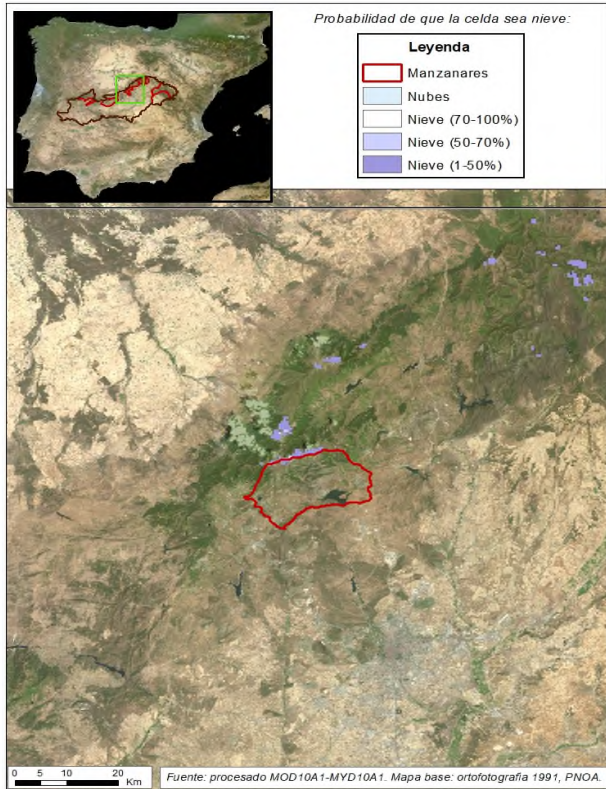 Probabilidad de que la celda sea nieve:
Leyenda
Manzanares
Nubes
Nieve (70-100%)
Nieve (50-70%)
Nieve (1-50%)
0 5 10 20
Km
Fuente: procesado MOD10A1-MYD10A1. Mapa base: ortofotografia 1991, PNOA.